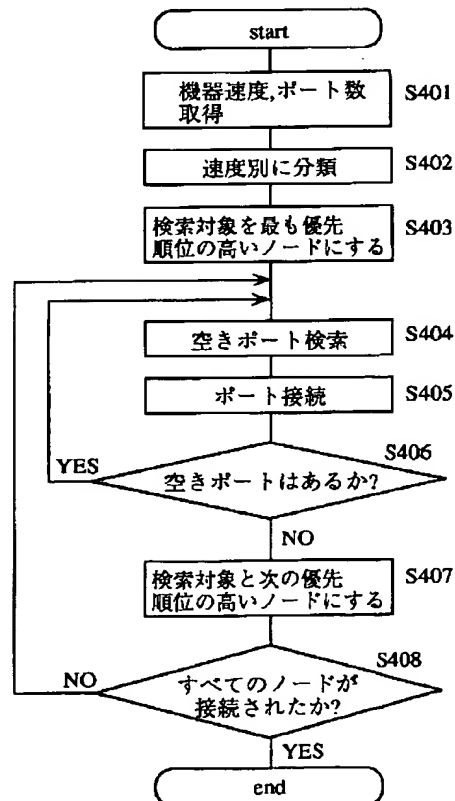 start
機器速度,ポート数
取得
S401
速度別に分類
S402
検索対象を最も優先
順位の高いノードにする
S403
空きポート検索
S404
ポート接続
S405
S406
YES
空きポートはあるか?
NO
検索対象と次の優先
順位の高いノードにする
S407
S408
NO
すべてのノードが
接続されたか?
YES
end